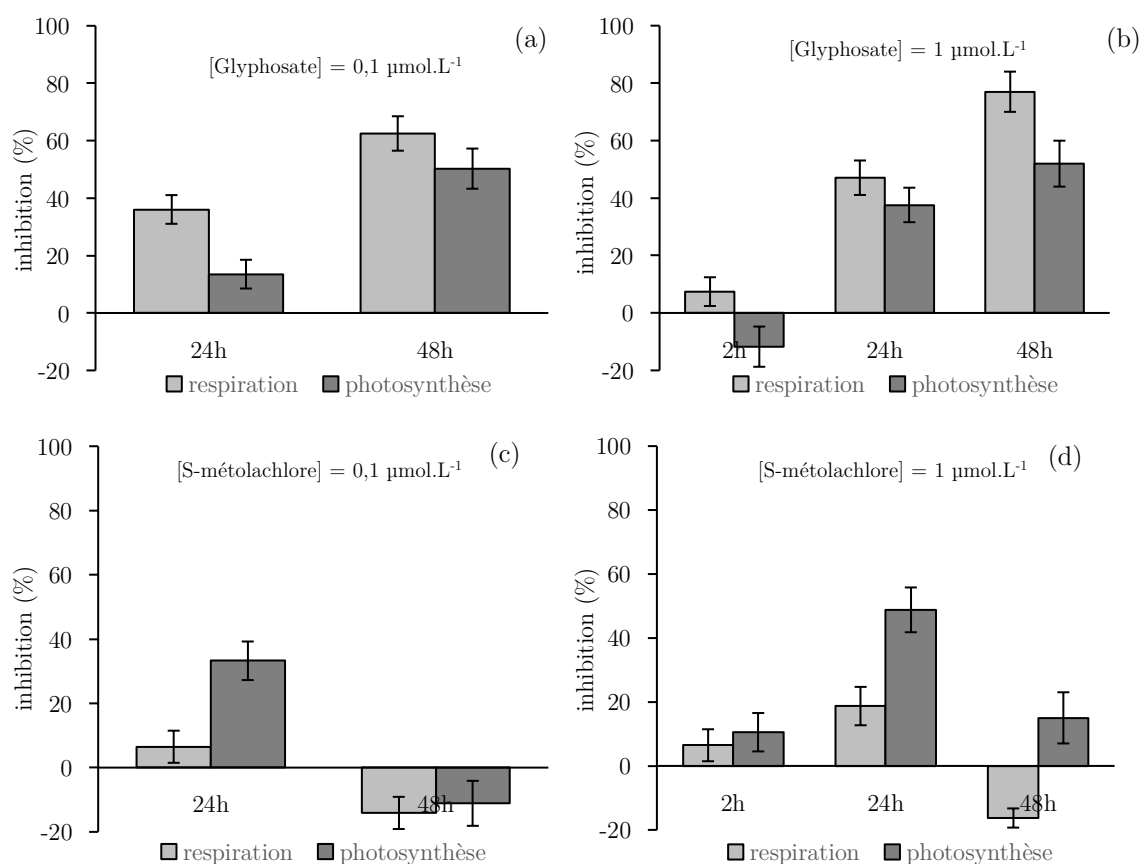 (a)
[Glyphosate] = 0,1 µmol.L-1
inhibition (%)
100
80
60
40
20
0
-20
24h
48h
respiration
photosynthèse
(b)
[Glyphosate] = 1 µmol.L-1
inhibition (%)
100
80
60
40
20
0
-20
2h
24h
48h
respiration
photosynthèse
(c)
[S-métolachlore] = 0,1 µmol.L-1
inhibition (%)
100
80
60
40
20
0
-20
24h
48h
respiration
photosynthèse
(d)
[S-métolachlore] = 1 µmol.L-1
inhibition (%)
100
80
60
40
20
0
-20
2h
24h
48h
respiration
photosynthèse